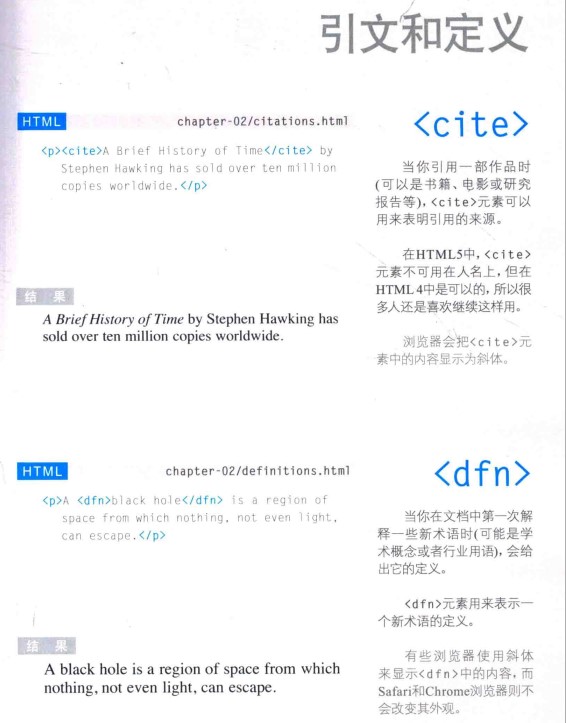 引文和定义
HTML
chapter-02/citations.html
<p><cite>A Brief History of Time</cite> by
Stephen Hawking has sold over ten million
copies worldwide.</p>
结 果
A Brief History of Time by Stephen Hawking has
sold over ten million copies worldwide.
<cite>
当你引用一部作品时
(可以是书籍、电影或研究
报告等),<cite>元素可以
用来表明引用的来源。
在HTML5中,<cite>
元素不可用在人名上，但在
HTML 4中是可以的，所以很
多人还是喜欢继续这样用。
浏览器会把<cite>元
素中的内容显示为斜体。
HTML
chapter-02/definitions.html
<p>A <dfn>black hole</dfn> is a region of
space from which nothing, not even light,
can escape.</p>
结 果
A black hole is a region of space from which
nothing, not even light, can escape.
<dfn>
当你在文档中第一次解
释一些新术语时(可能是学
术概念或者行业用语)，会给
出它的定义。
<dfn>元素用来表示一
个新术语的定义。
有些浏览器使用斜体
来显示<dfn>中的内容，而
Safari和Chrome浏览器则不
会改变其外观。